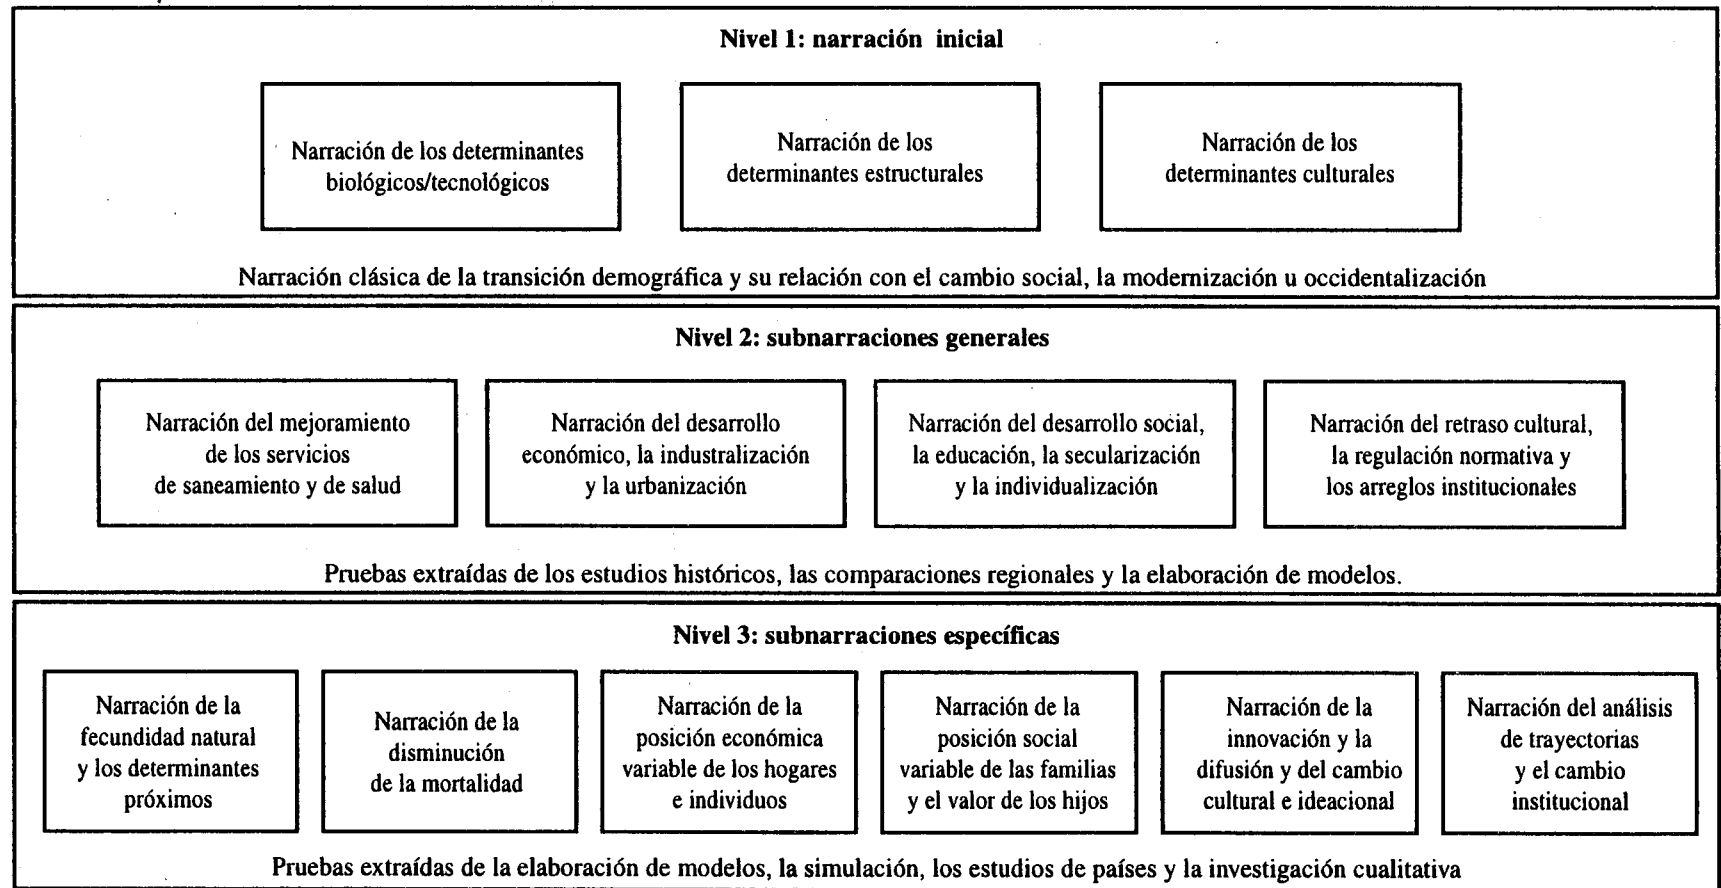 Nivel 1: narración inicial
Narración de los determinantes
biológicos/tecnológicos
Narración de los
determinantes estructurales
Narración de los
determinantes culturales
Narración clásica de la transición demográfica y su relación con el cambio social, la modernización u occidentalización
Nivel 2: subnarraciones generales
Narración del mejoramiento
de los servicios
de saneamiento y de salud
Narración del desarrollo
económico, la industralización
y la urbanización
Narración del desarrollo social,
la educación, la secularización
y la individualización
Narración del retraso cultural,
la regulación normativa y
los arreglos institucionales
Pruebas extraídas de los estudios históricos, las comparaciones regionales y la elaboración de modelos.
Nivel 3: subnarraciones específicas
Narración de la
fecundidad natural
y los determinantes
próximos
Narración de la
disminución
de la mortalidad
Narración de la
posición económica
variable de los hogares
e individuos
Narración de la
posición social
variable de las familias
y el valor de los hijos
Narración de la
innovación y la
difusión y del cambio
cultural e ideacional
Narración del análisis
de trayectorias
y el cambio
institucional
Pruebas extraídas de la elaboración de modelos, la simulación, los estudios de países y la investigación cualitativa